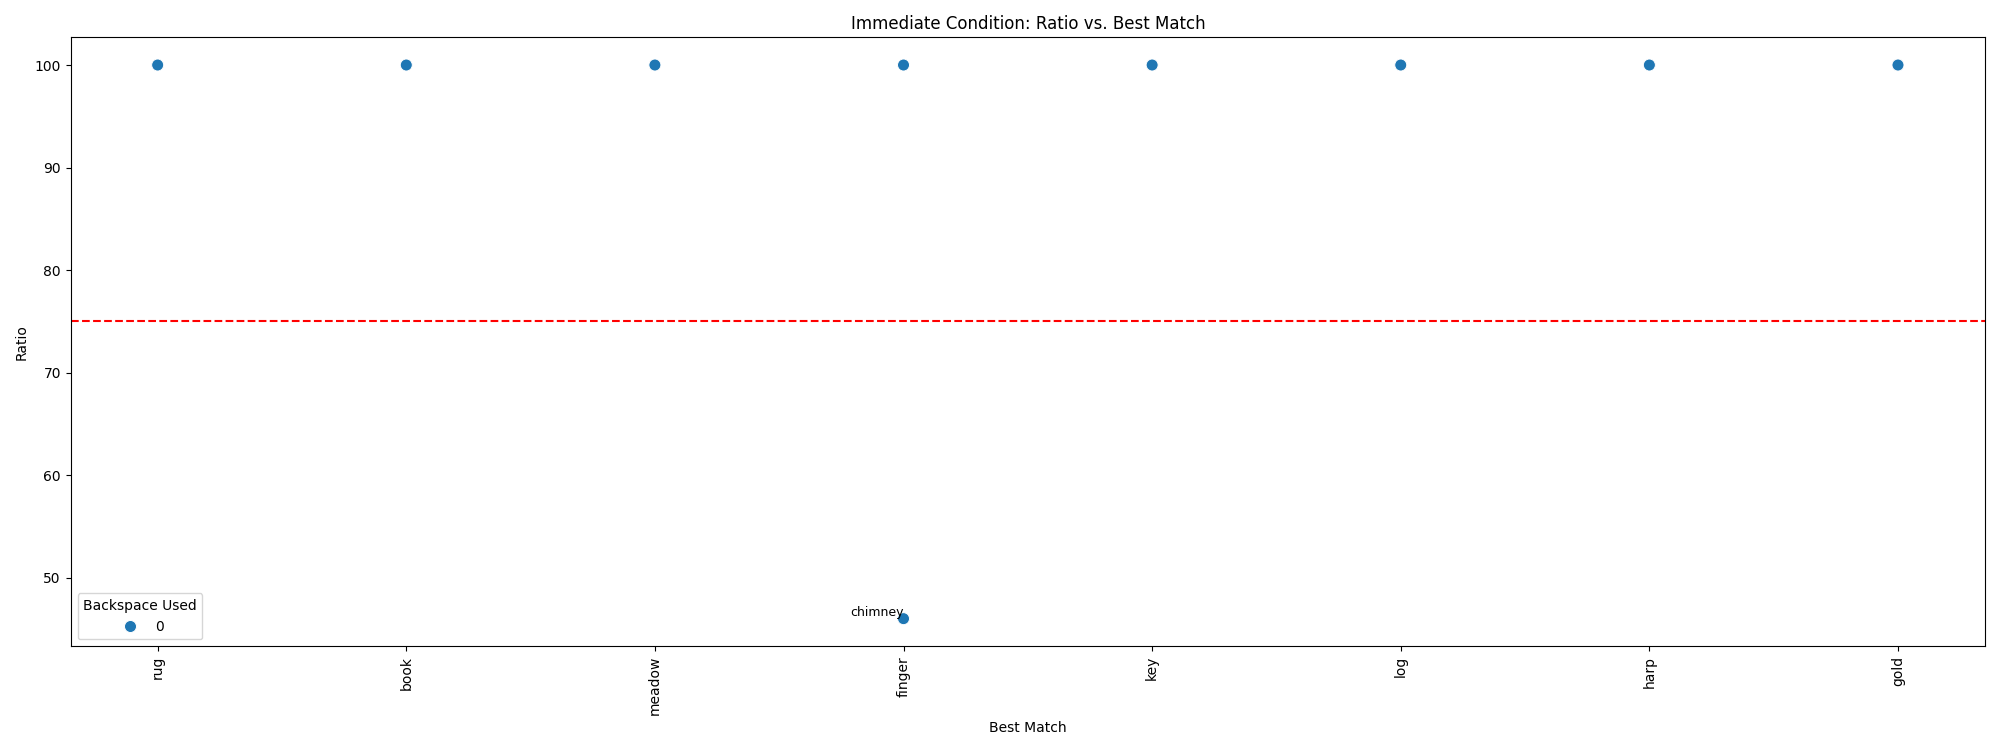 Immediate Condition: Ratio vs. Best Match
100
90
80
70
60
50
Ratio
chimney
Backspace Used
0
rug
book
meadow
finger
key
log
harp
gold
Best Match